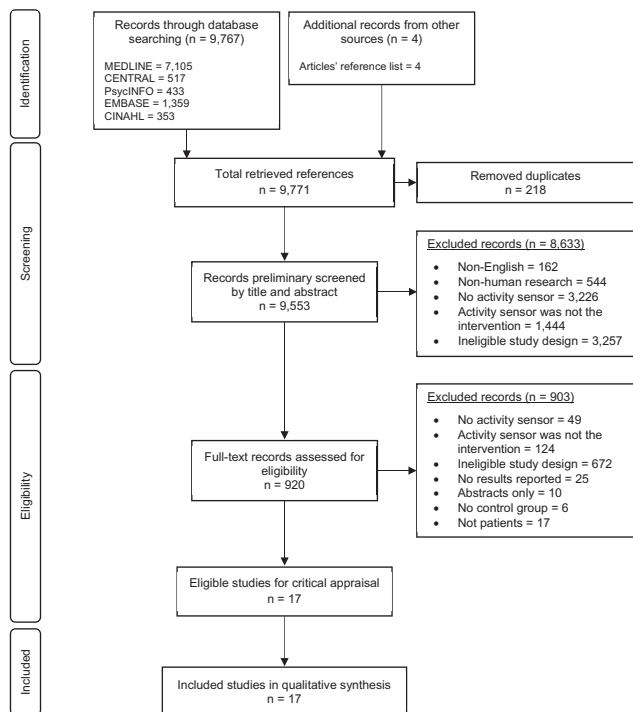 Identification
Records through database
searching (n = 9,767)
MEDLINE = 7,105
CENTRAL = 517
PsycINFO = 433
EMBASE = 1,359
CINAHL = 353
Additional records from other
sources (n = 4)
Articles' reference list = 4
Screening
Total retrieved references
n = 9,771
Removed duplicates
n = 218
Records preliminary screened
by title and abstract
n = 9,553
Excluded records (n = 8,633)
• Non-English = 162
• Non-human research = 544
• No activity sensor = 3,226
• Activity sensor was not the
intervention = 1,444
• Ineligible study design = 3,257
Eligibility
Full-text records assessed for
eligibility
n = 920
Excluded records (n = 903)
• No activity sensor = 49
• Activity sensor was not the
intervention = 124
• Ineligible study design = 672
• No results reported = 25
• Abstracts only = 10
• No control group = 6
• Not patients = 17
Eligible studies for critical appraisal
n = 17
Included
Included studies in qualitative synthesis
n = 17